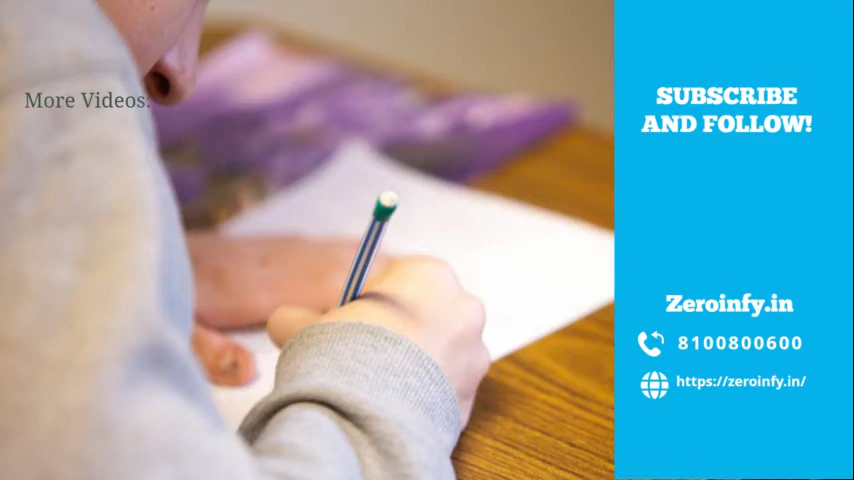 More Videos:
SUBSCRIBE
AND FOLLOW!
Zeroinfy.in
8100800600
https://zeroinfy.in/